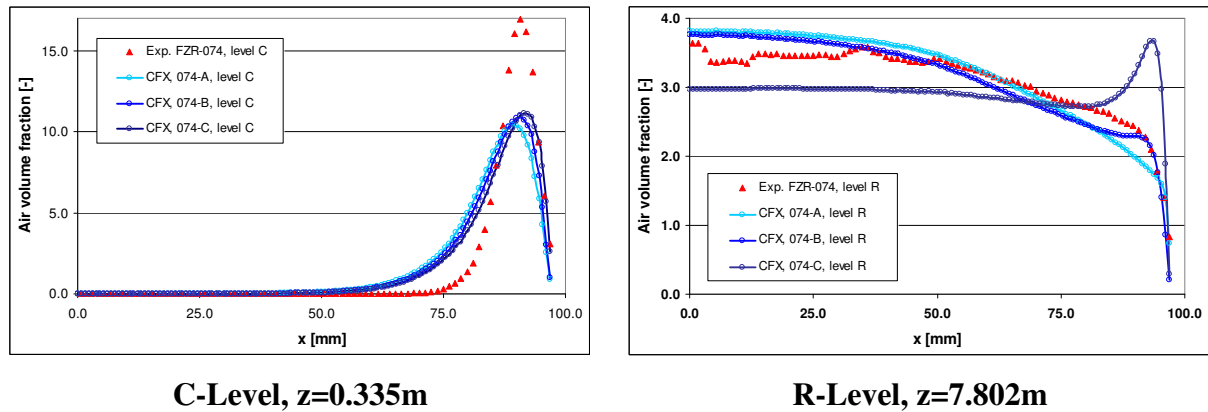 Air volume fraction [-]
15.0
10.0
5.0
0.0
Exp. FZR-074, level C
CFX, 074-A, level C
CFX, 074-B, level C
CFX, 074-C, level C
0.0 25.0 50.0 75.0 100.0
x [mm]
C-Level, z=0.335m
Air volume fraction [-]
4.0
3.0
2.0
1.0
0.0
Exp. FZR-074, level R
CFX, 074-A, level R
CFX, 074-B, level R
CFX, 074-C, level R
0.0 25.0 50.0 75.0 100.0
x [mm]
R-Level, z=7.802m